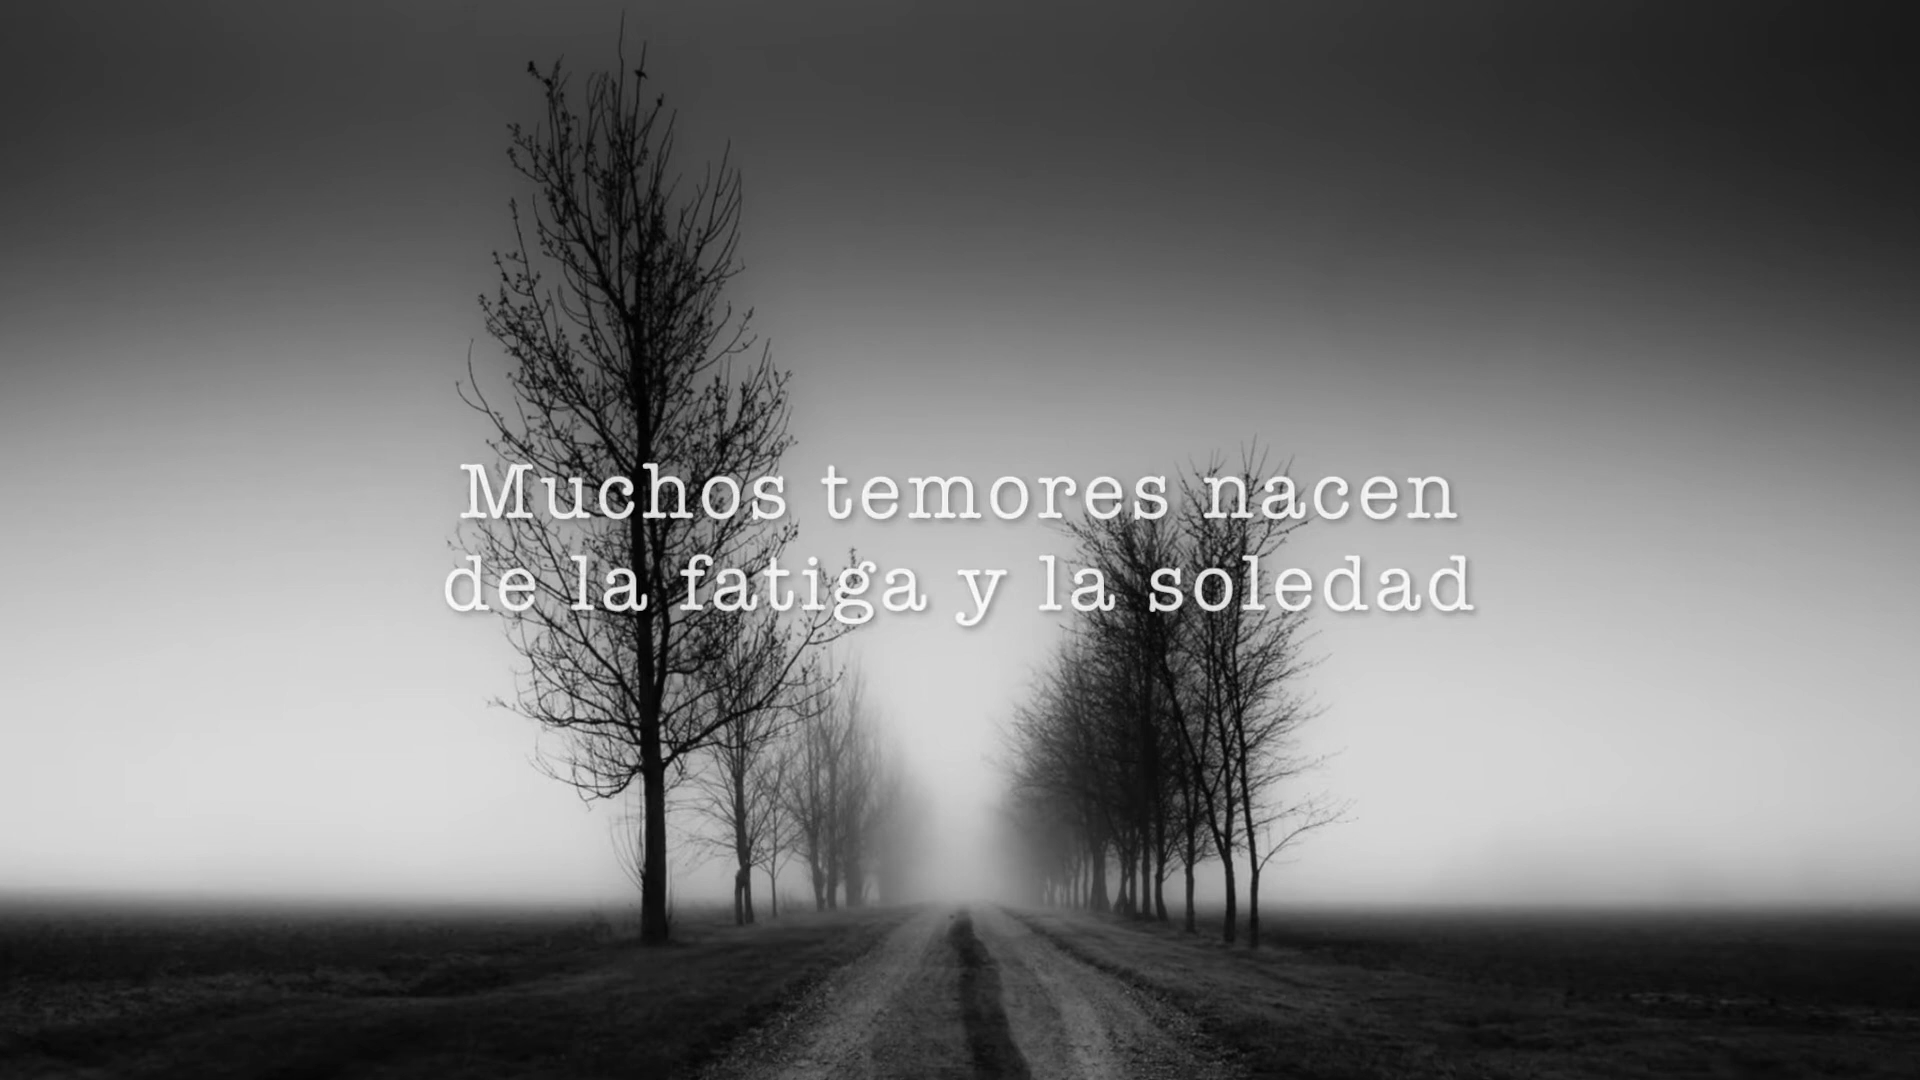 Muchos temores nacen
de la fatiga y la soledad